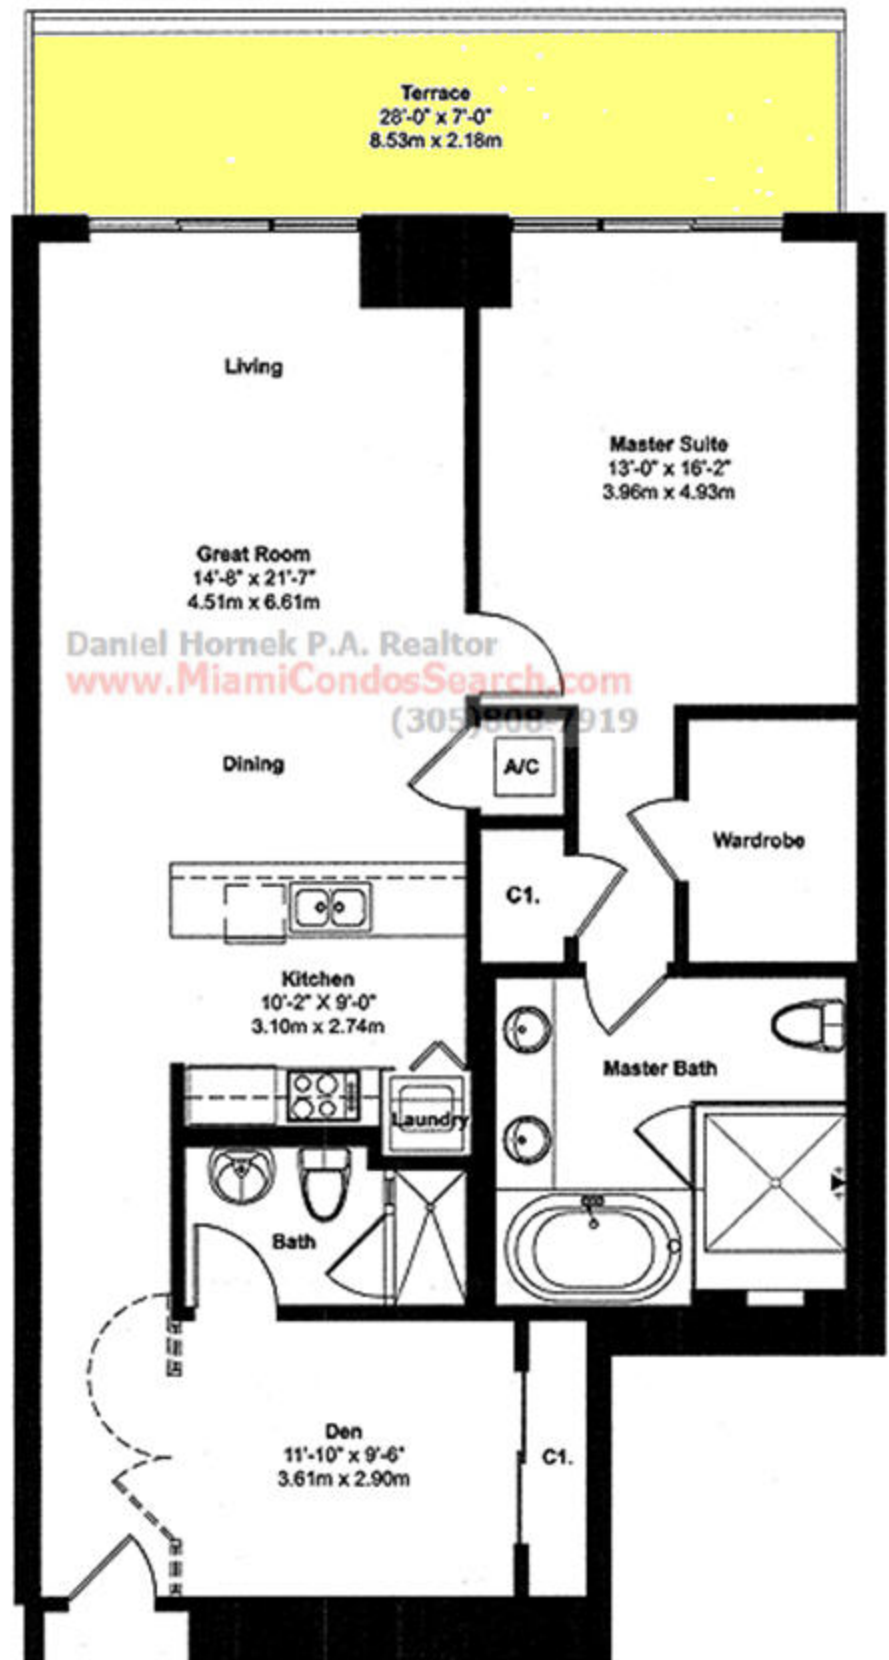 Terrace
28'-0" x 7'-0"
8.53m x 2.18m
Living
Master Suite
13'-0" x 16'-2"
3.96m x 4.93m
Great Room
14'-8" x 21'-7"
4.51m x 6.61m
Daniel Hornek P.A. Realtor
www.MiamiCondosSearch.com
(305)808-7919
Dining
A/C
Wardrobe
C1.
Kitchen
10'-2" X 9'-0"
3.10m x 2.74m
Master Bath
Laundry
Bath
Den
11'-10" x 9'-6"
3.61m x 2.90m
C1.